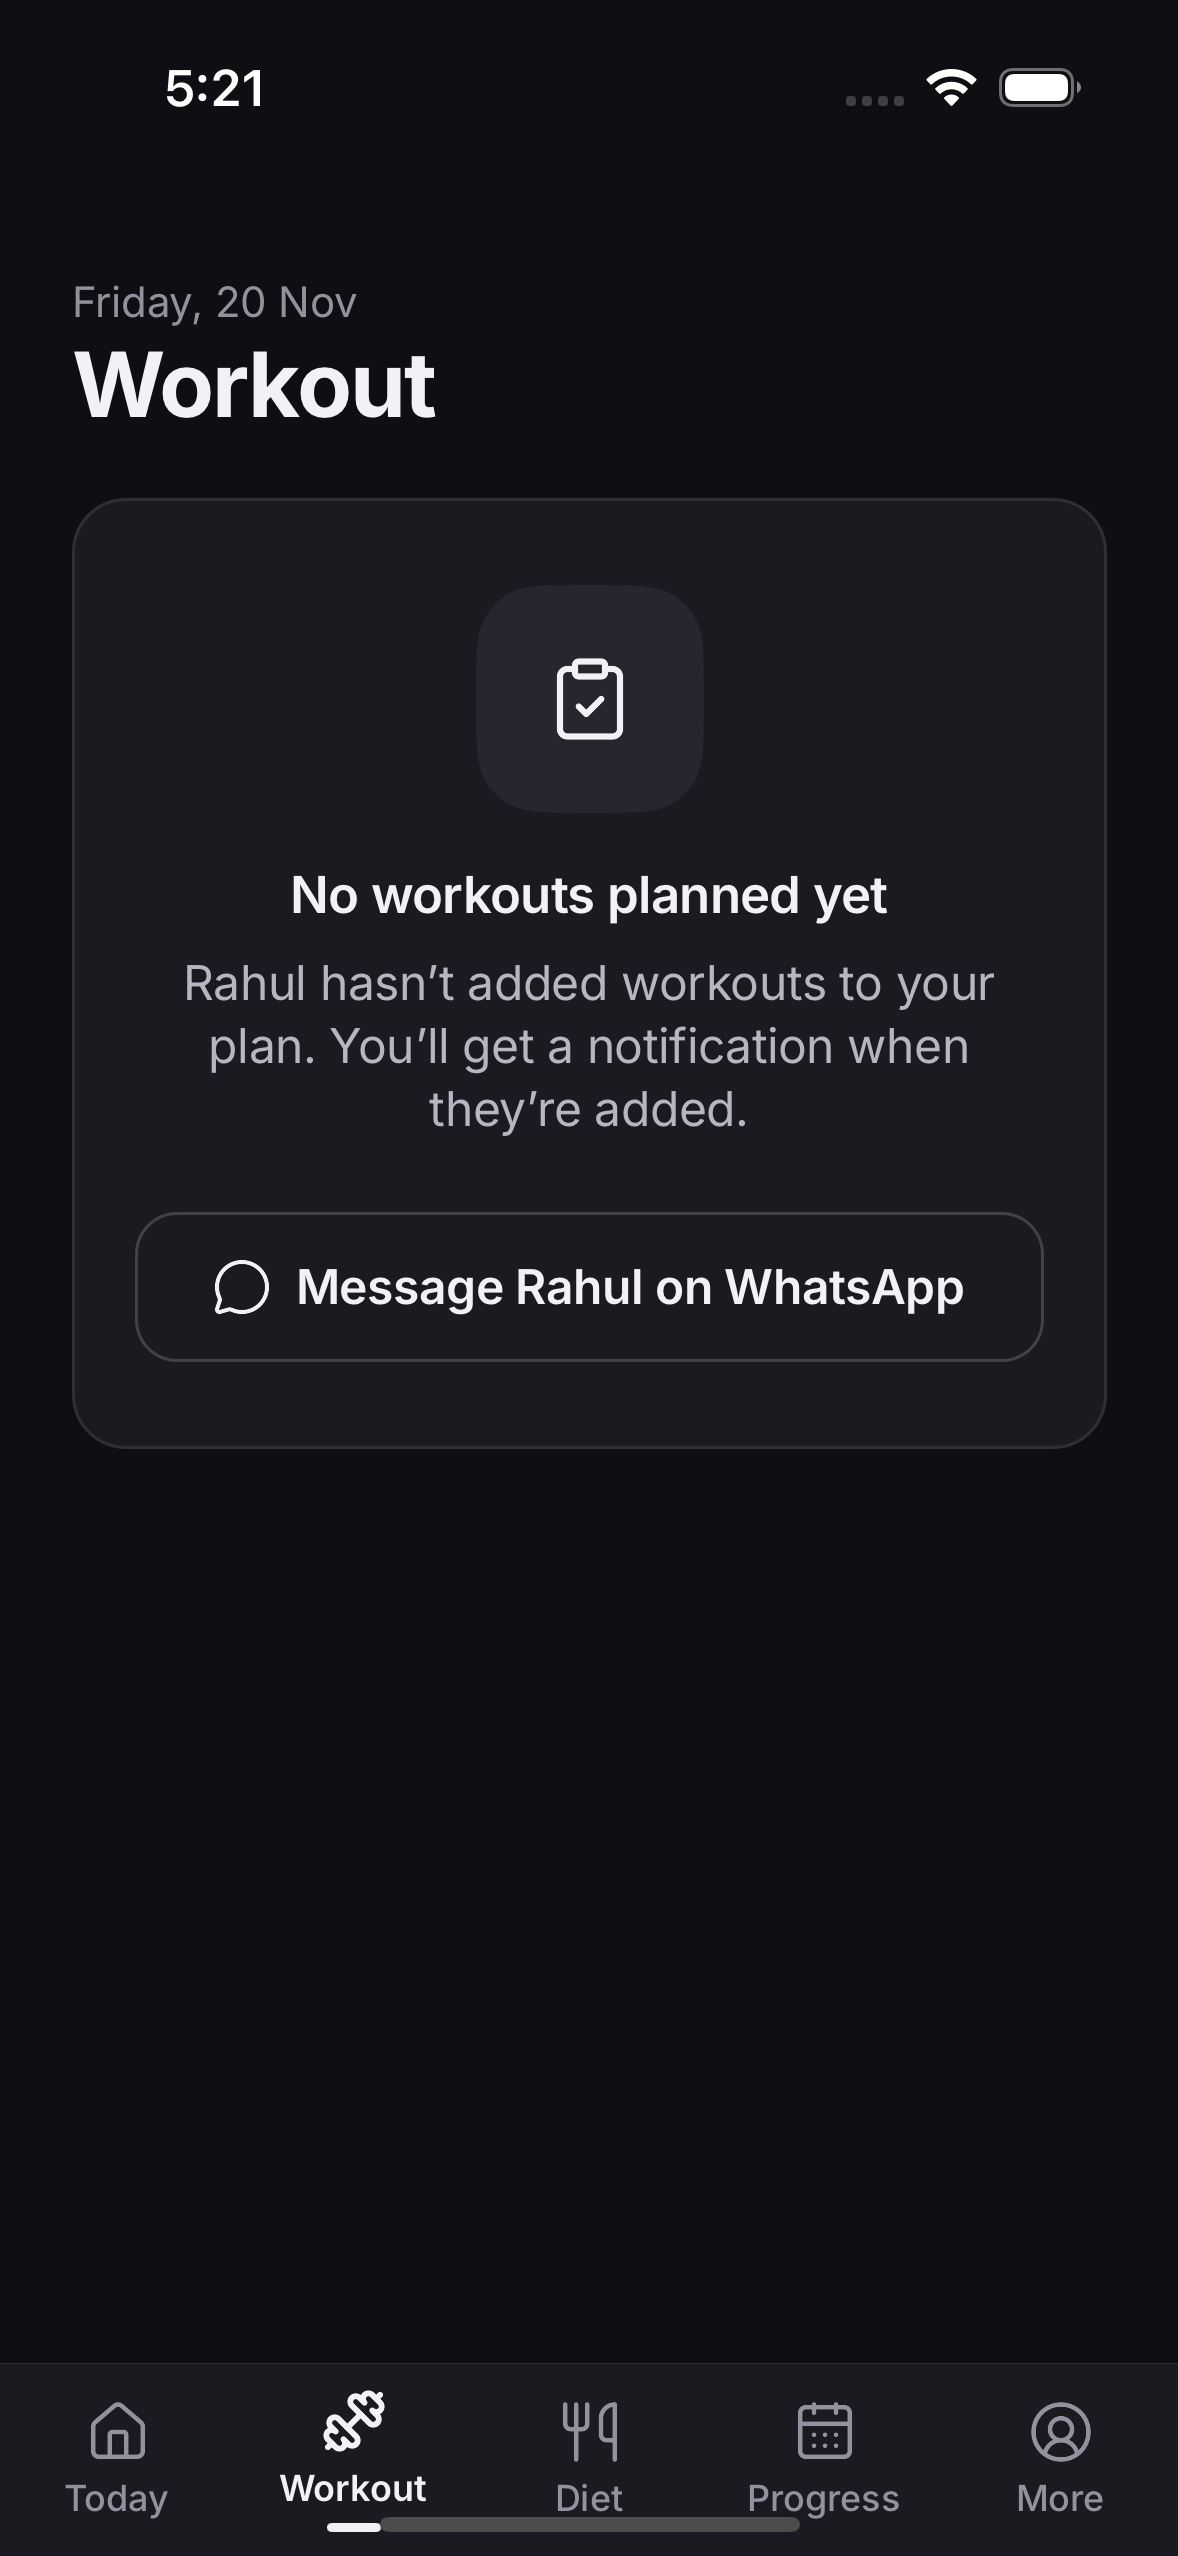 5:21
Friday, 20 Nov
Workout
No workouts planned yet
Rahul hasn’t added workouts to your
plan. You’ll get a notification when
they’re added.
Message Rahul on WhatsApp
Today
Workout
Diet
Progress
More